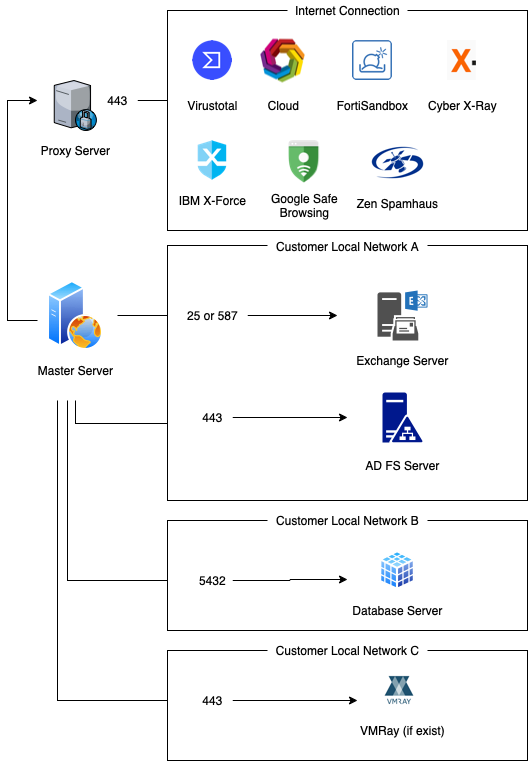 Internet Connection
Virustotal
Cloud
FortiSandbox
Cyber X-Ray
443
Proxy Server
IBM X-Force
Google Safe
Browsing
Zen Spamhaus
Customer Local Network A
25 or 587
Exchange Server
Master Server
443
AD FS Server
Customer Local Network B
5432
Database Server
Customer Local Network C
443
VMRAY
VMRay (if exist)